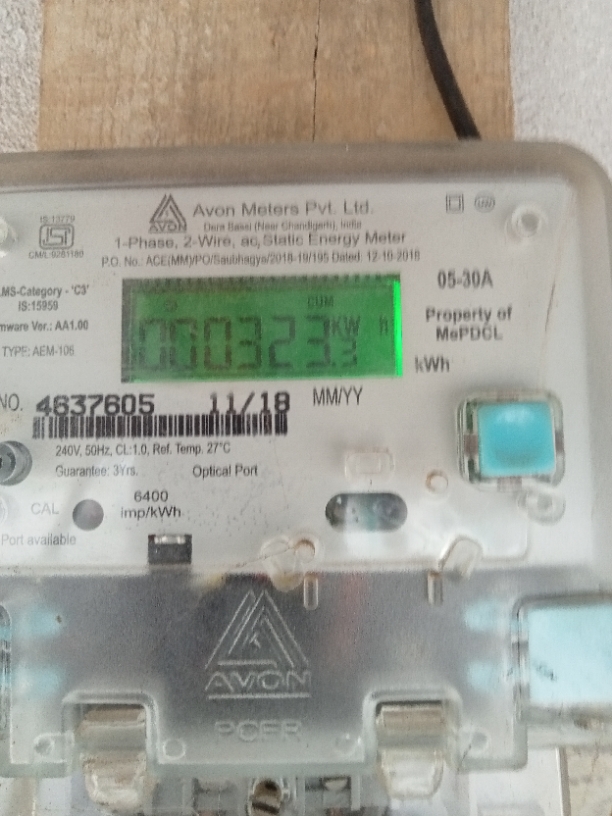 IS:13779
AVON
Avon Meters Pvt. Ltd.
Dera Bassi (Near Chandigarh), India
1-Phase, 2-Wire, ac, Static Energy Meter
P.O. No.: ACE(MM)/PO/Saubhagya/2018-19/195 Dated: 12-10-2018
LMS-Category - 'C3'
IS:15959
mware Ver.: AA1.00
TYPE: AEM-106
05-30A
Property of
MePDCL
CUM
000323.3 KW h
kWh
NO. 4637605 11/18 MM/YY
240V, 50Hz, CL:1.0, Ref. Temp. 27°C
Guarantee: 3Yrs. Optical Port
CAL
6400
imp/kWh
Port available
AVON